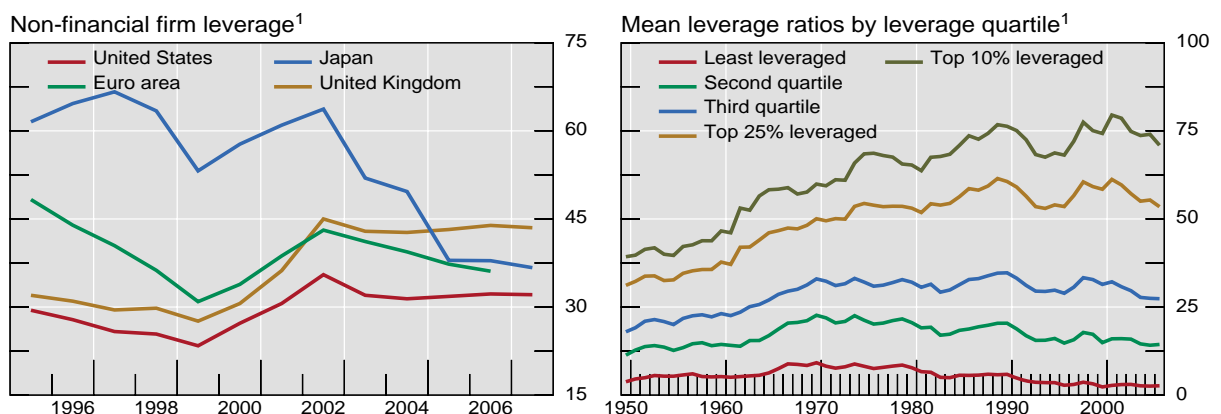 Non-financial firm leverage1
United States
Japan
Euro area
United Kingdom
75
60
45
30
15
1996 1998 2000 2002 2004 2006
Mean leverage ratios by leverage quartile1
Least leveraged
Top 10% leveraged
Second quartile
Third quartile
Top 25% leveraged
100
75
50
25
0
1950 1960 1970 1980 1990 2000